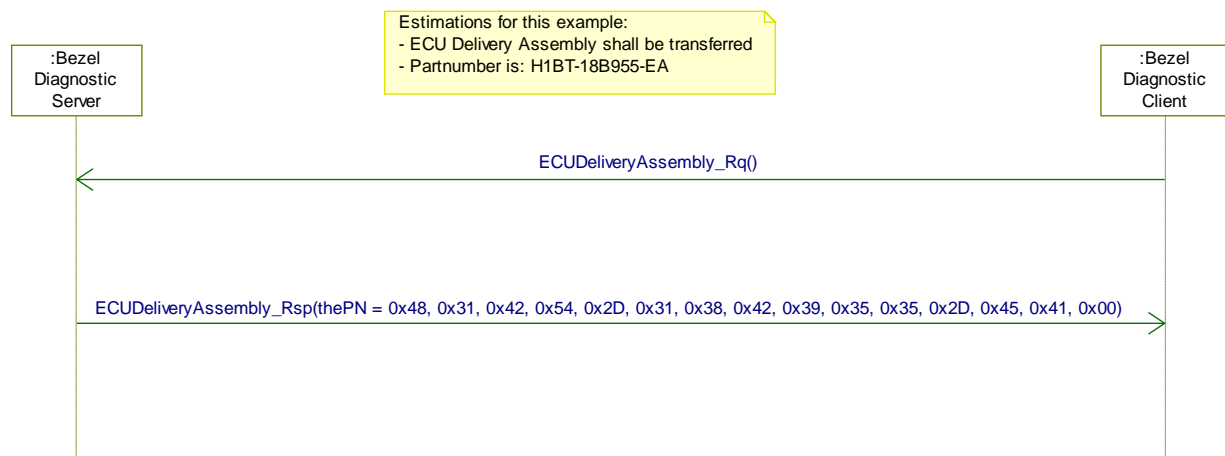 Estimations for this example:
- ECU Delivery Assembly shall be transferred
- Partnumber is: H1BT-18B955-EA
:Bezel
Diagnostic
Server
:Bezel
Diagnostic
Client
ECUDeliveryAssembly_Rq()
ECUDeliveryAssembly_Rsp(thePN = 0x48, 0x31, 0x42, 0x54, 0x2D, 0x31, 0x38, 0x42, 0x39, 0x35, 0x35, 0x2D, 0x45, 0x41, 0x00)